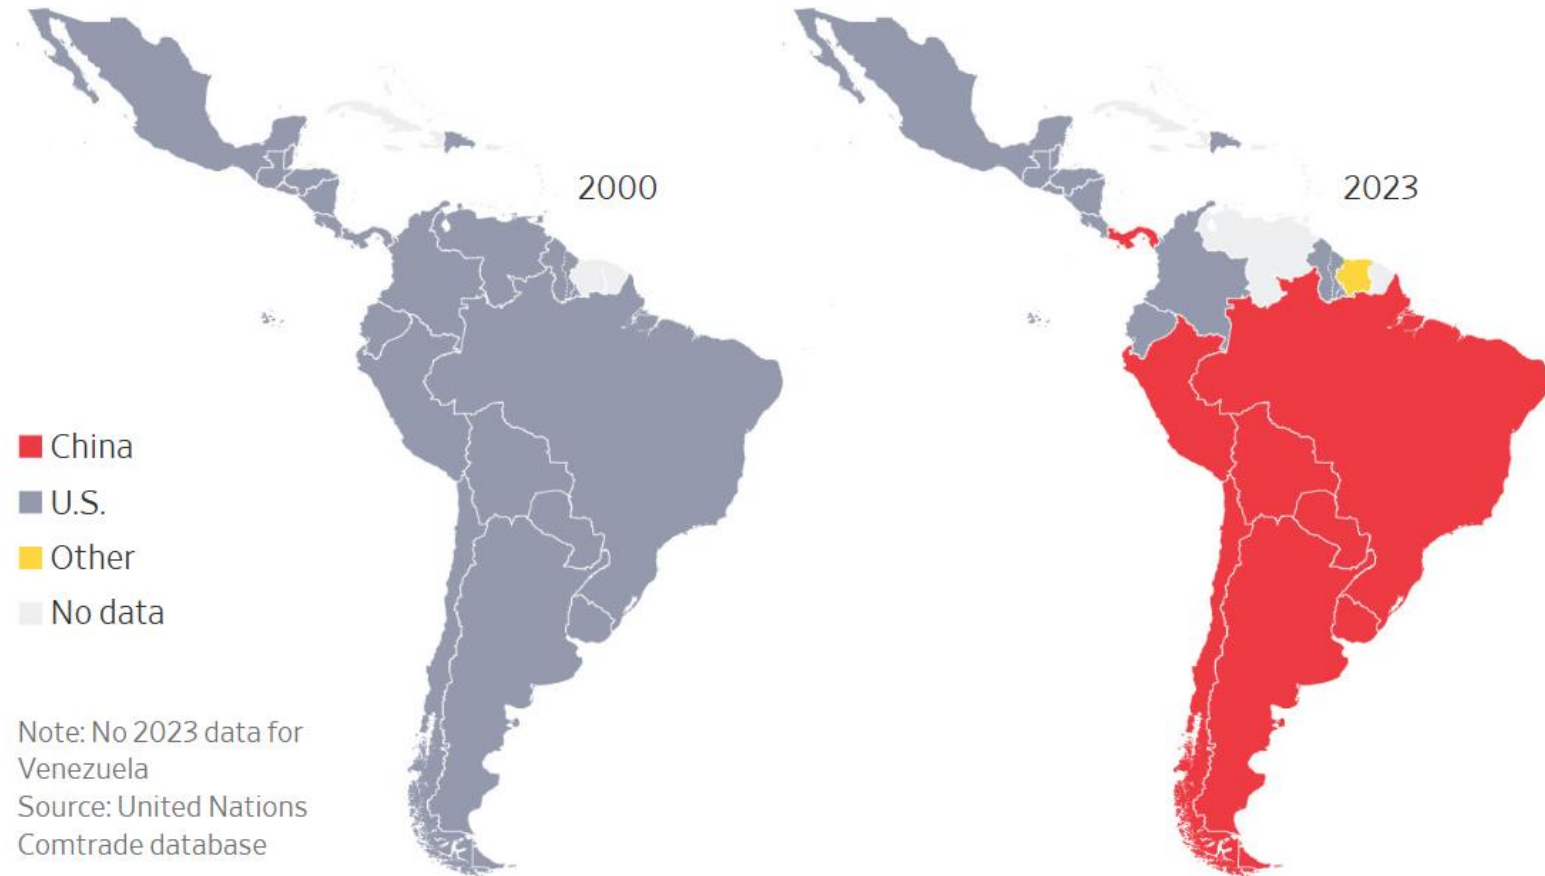 2000
2023
China
U.S.
Other
No data
Note: No 2023 data for
Venezuela
Source: United Nations
Comtrade database